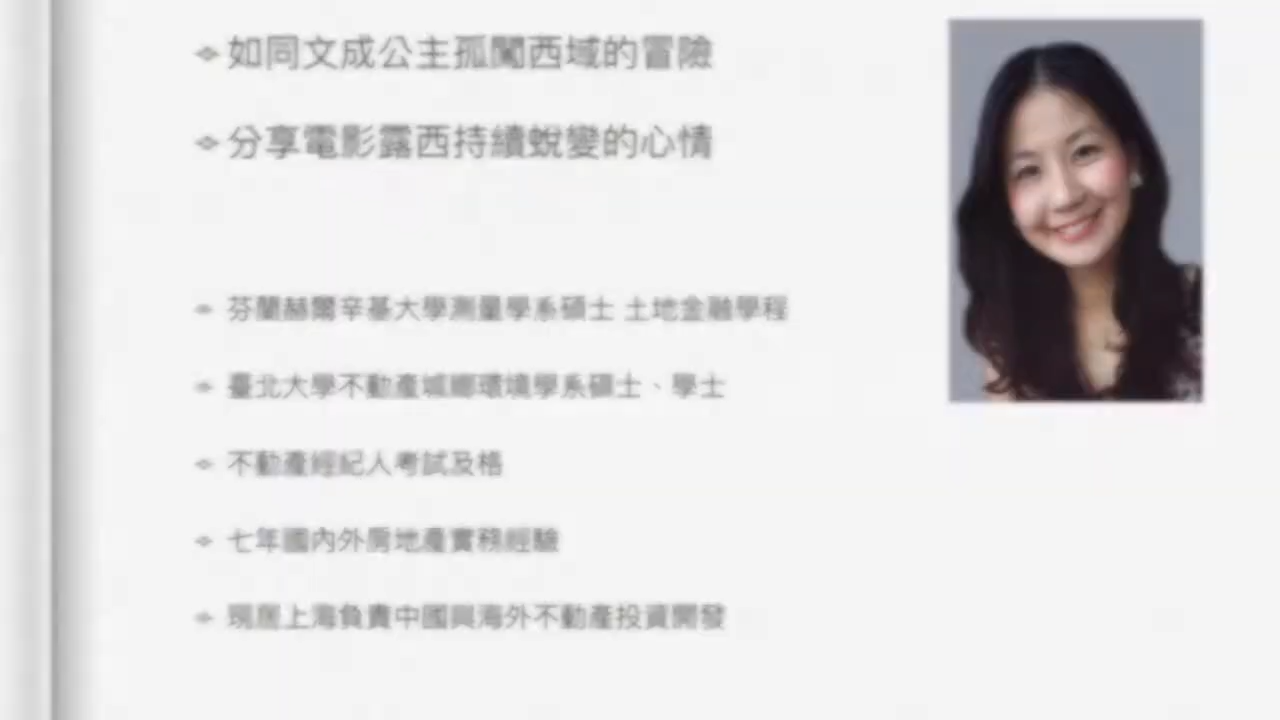 如同文成公主孤闖西域的冒險
分享電影露西持續蛻變的心情
芬蘭赫爾辛基大學測量學系碩士 土地金融學程
臺北大學不動產城鄉環境學系碩士、學士
不動產經紀人考試及格
七年國內外房地產實務經驗
現居上海負責中國與海外不動產投資開發